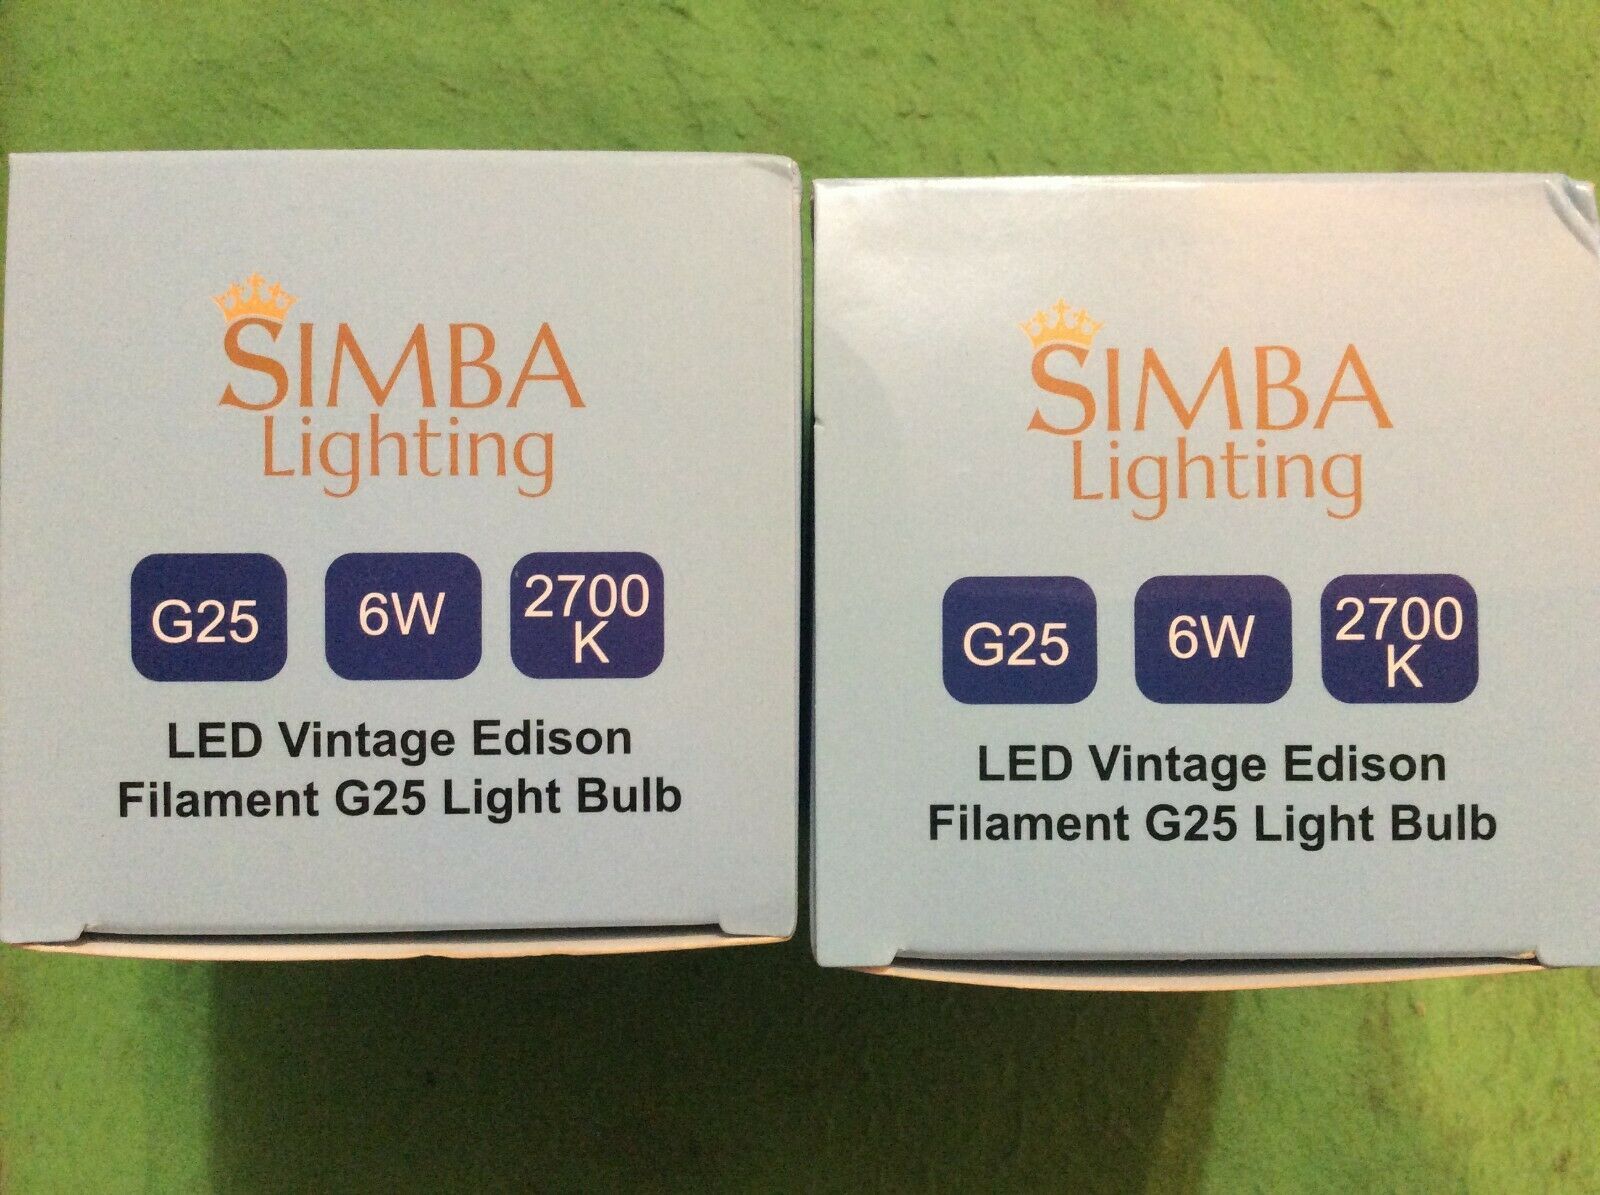 SIMBA
Lighting
G25
6W
2700
K
LED Vintage Edison
Filament G25 Light Bulb
SIMBA
Lighting
G25
6W
2700
K
LED Vintage Edison
Filament G25 Light Bulb